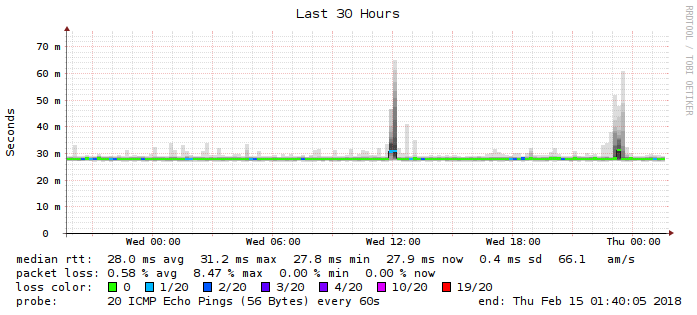 Last 30 Hours
RRDTOOL / TOBI OETIKER
Seconds
70 m
60 m
50 m
40 m
30 m
20 m
10 m
0
Wed 00:00 Wed 06:00 Wed 12:00 Wed 18:00 Thu 00:00
median rtt: 28.0 ms avg 31.2 ms max 27.8 ms min 27.9 ms now 0.4 ms sd 66.1 am/s
packet loss: 0.58 % avg 8.47 % max 0.00 % min 0.00 % now
loss color: 0 1/20 2/20 3/20 4/20 10/20 19/20
probe: 20 ICMP Echo Pings (56 Bytes) every 60s end: Thu Feb 15 01:40:05 2018